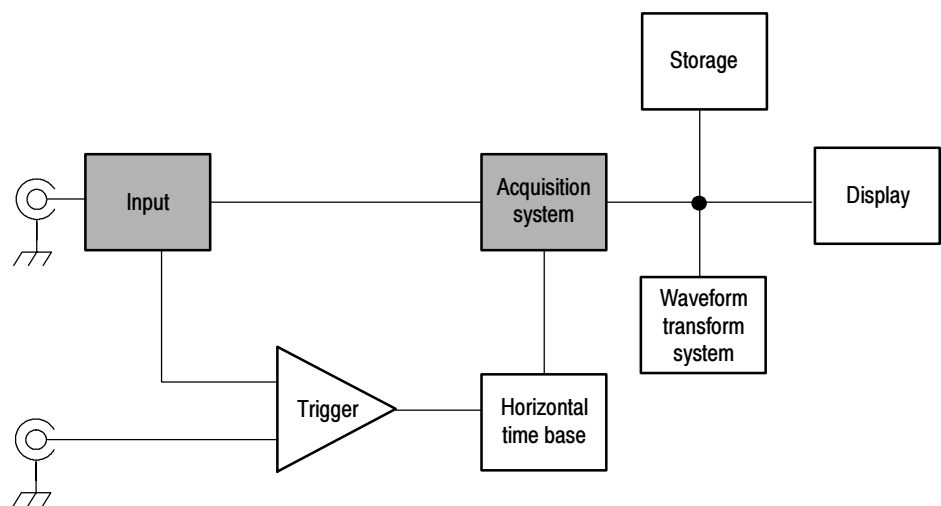 Storage
Input
Acquisition
system
Display
Waveform
transform
system
Trigger
Horizontal
time base